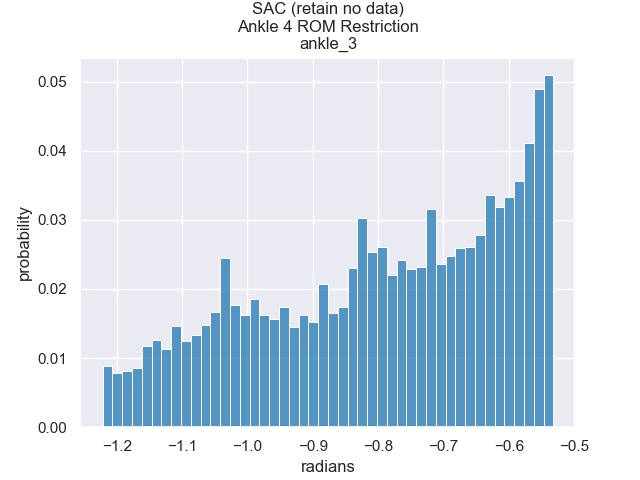 SAC (retain no data)
Ankle 4 ROM Restriction
ankle_3
probability
0.05
0.04
0.03
0.02
0.01
0.00
−1.2 −1.1 −1.0 −0.9 −0.8 −0.7 −0.6 −0.5
radians